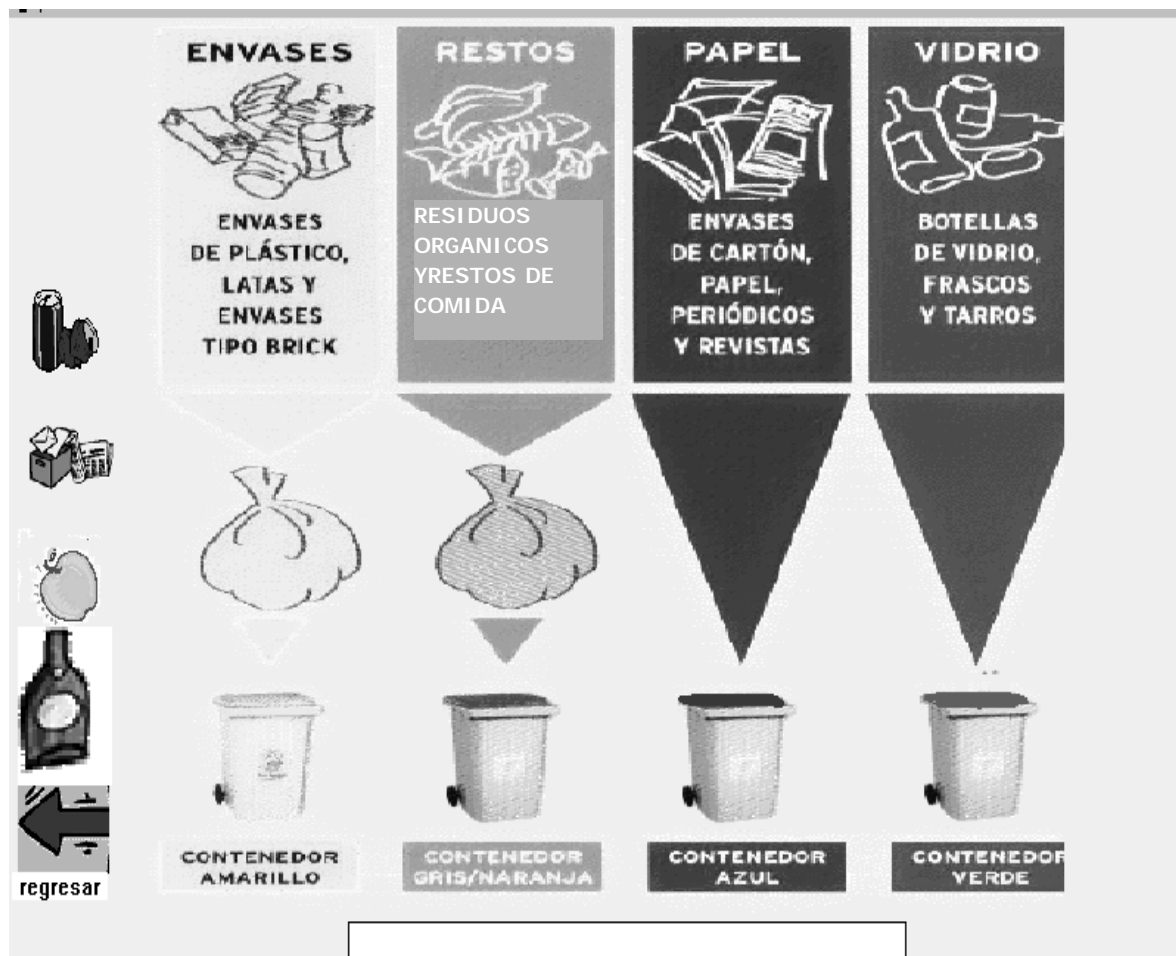 ENVASES
ENVASES
DE PLÁSTICO,
LATAS Y
ENVASES
TIPO BRICK
CONTENEDOR
AMARILLO
RESTOS
RESIDUOS
ORGANICOS
YRESTOS DE
COMIDA
CONTENEDOR
GRIS/NARANJA
PAPEL
ENVASES
DE CARTÓN,
PAPEL,
PERIÓDICOS
Y REVISTAS
CONTENEDOR
AZUL
VIDRIO
BOTELLAS
DE VIDRIO,
FRASCOS
Y TARROS
CONTENEDOR
VERDE
regresar